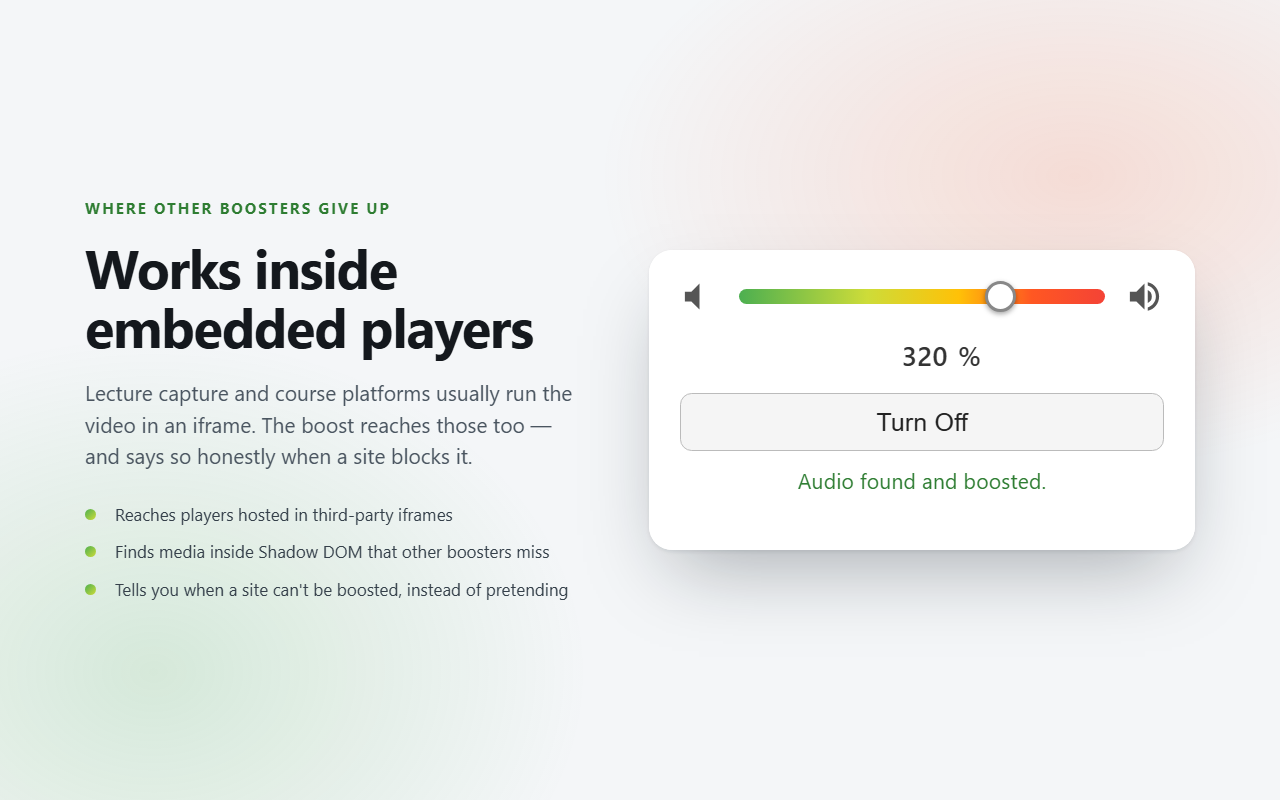 WHERE OTHER BOOSTERS GIVE UP
Works inside
embedded players
Lecture capture and course platforms usually run the
video in an iframe. The boost reaches those too —
and says so honestly when a site blocks it.
Reaches players hosted in third-party iframes
Finds media inside Shadow DOM that other boosters miss
Tells you when a site can't be boosted, instead of pretending
320 %
Turn Off
Audio found and boosted.